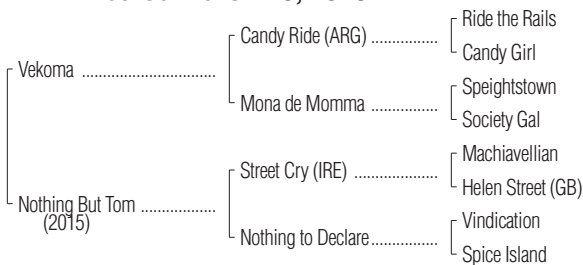 Ride the Rails
Candy Ride (ARG) ................
Candy Girl
Vekoma ................................
Speightstown
Mona de Momma ................
Society Gal
Machiavellian
Street Cry (IRE) ....................
Helen Street (GB)
Nothing But Tom ..................
(2015)
Vindication
Nothing to Declare................
Spice Island